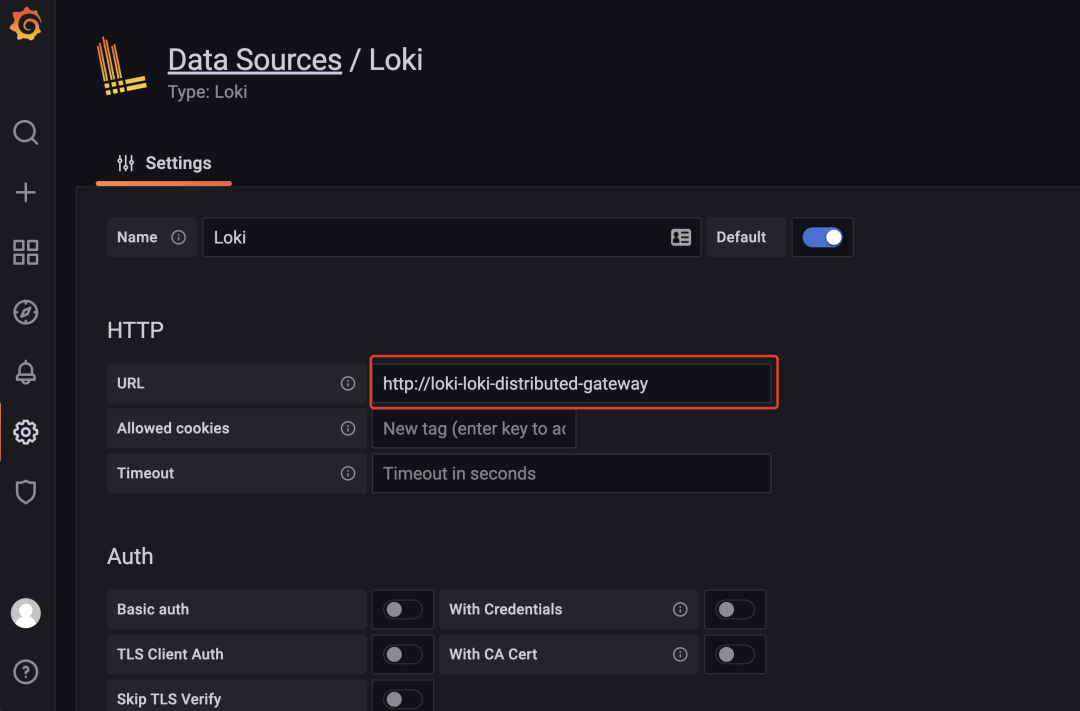 Data Sources / Loki
Type: Loki
Settings
Name Loki Default
HTTP
URL http://loki-loki-distributed-gateway
Allowed cookies New tag (enter key to ad
Timeout Timeout in seconds
Auth
Basic auth With Credentials
TLS Client Auth With CA Cert
Skip TLS Verify